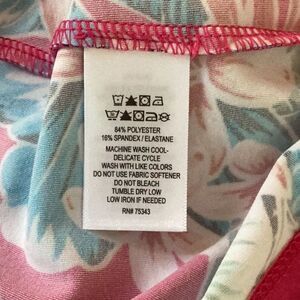 84% POLYESTER
16% SPANDEX / ELASTANE
MACHINE WASH COOL-
DELICATE CYCLE
WASH WITH LIKE COLORS
DO NOT USE FABRIC SOFTENER
DO NOT BLEACH
TUMBLE DRY LOW
LOW IRON IF NEEDED
RN# 75343